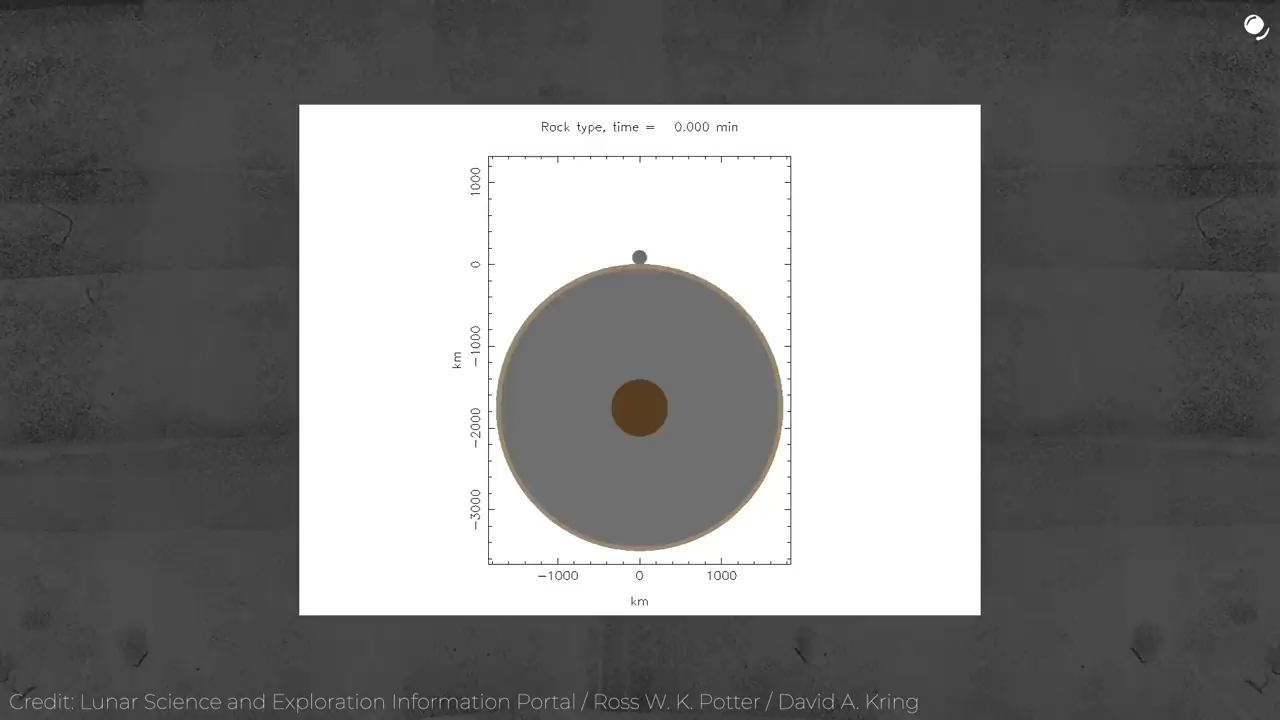 Rock type, time = 0.000 min
1000
0
−1000
−2000
−3000
km
−1000 0 1000
km
Credit: Lunar Science and Exploration Information Portal / Ross W. K. Potter / David A. Kring